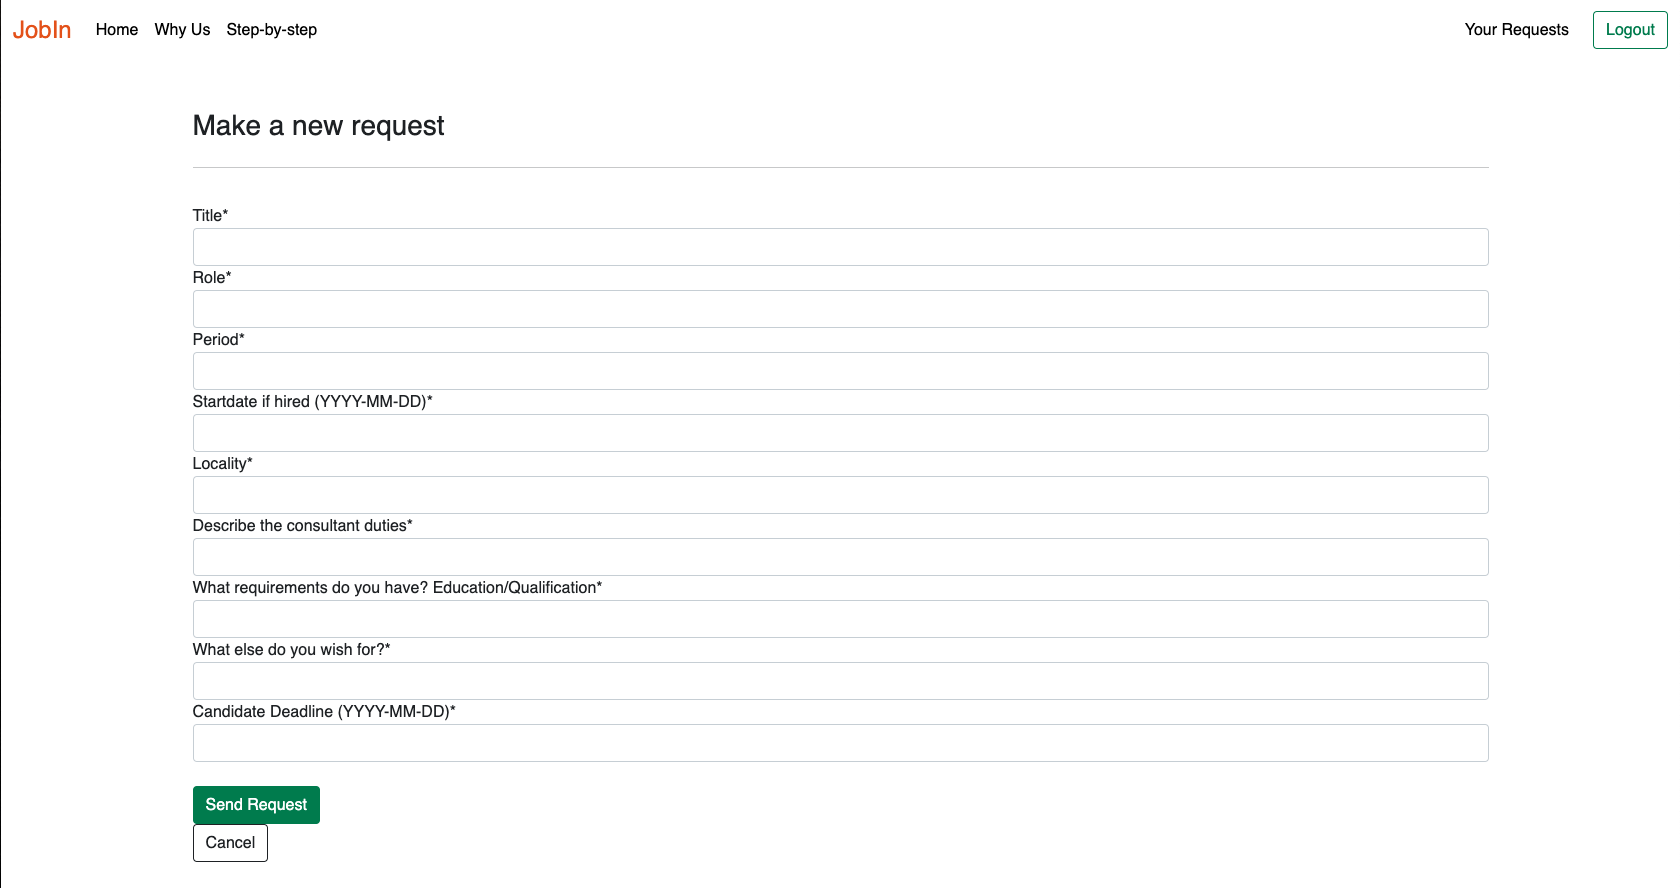 JobIn Home Why Us Step-by-step Your Requests Logout
Make a new request
Title*
Role*
Period*
Startdate if hired (YYYY-MM-DD)*
Locality*
Describe the consultant duties*
What requirements do you have? Education/Qualification*
What else do you wish for?*
Candidate Deadline (YYYY-MM-DD)*
Send Request
Cancel